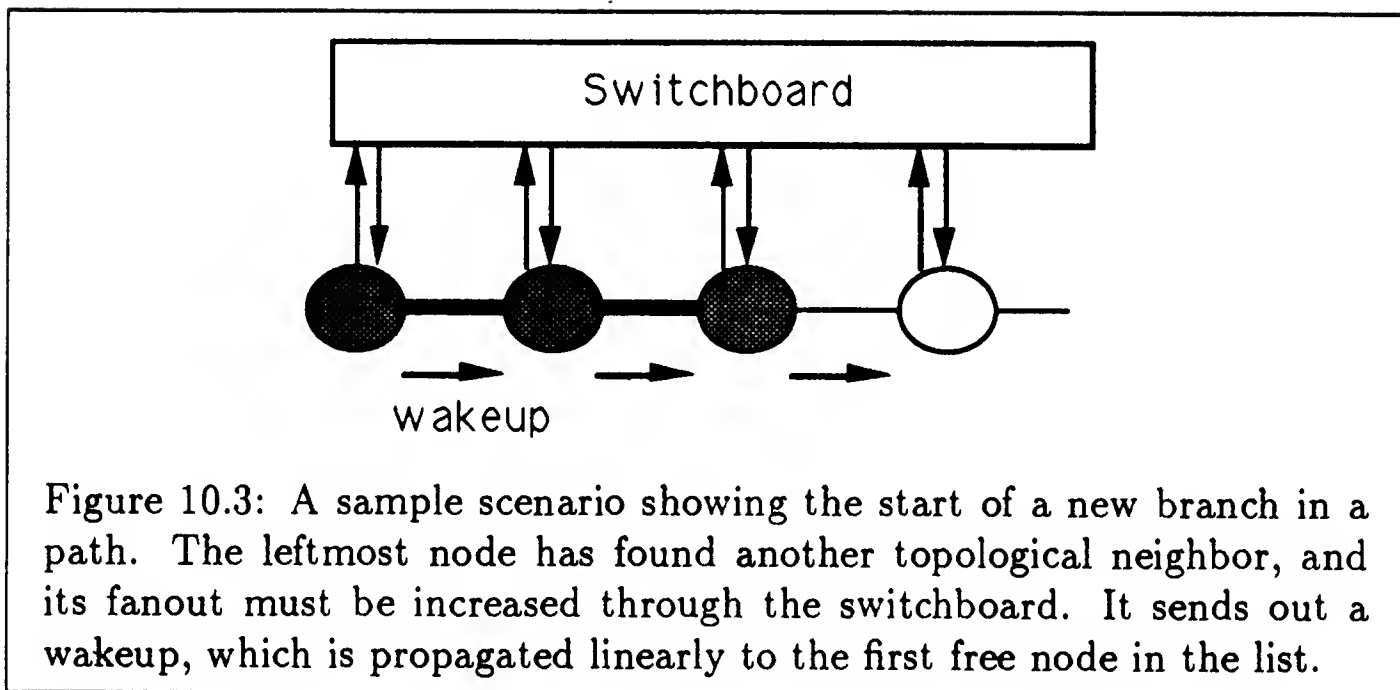 Switchboard
wakeup
Figure 10.3: A sample scenario showing the start of a new branch in a
path. The leftmost node has found another topological neighbor, and
its fanout must be increased through the switchboard. It sends out a
wakeup, which is propagated linearly to the first free node in the list.